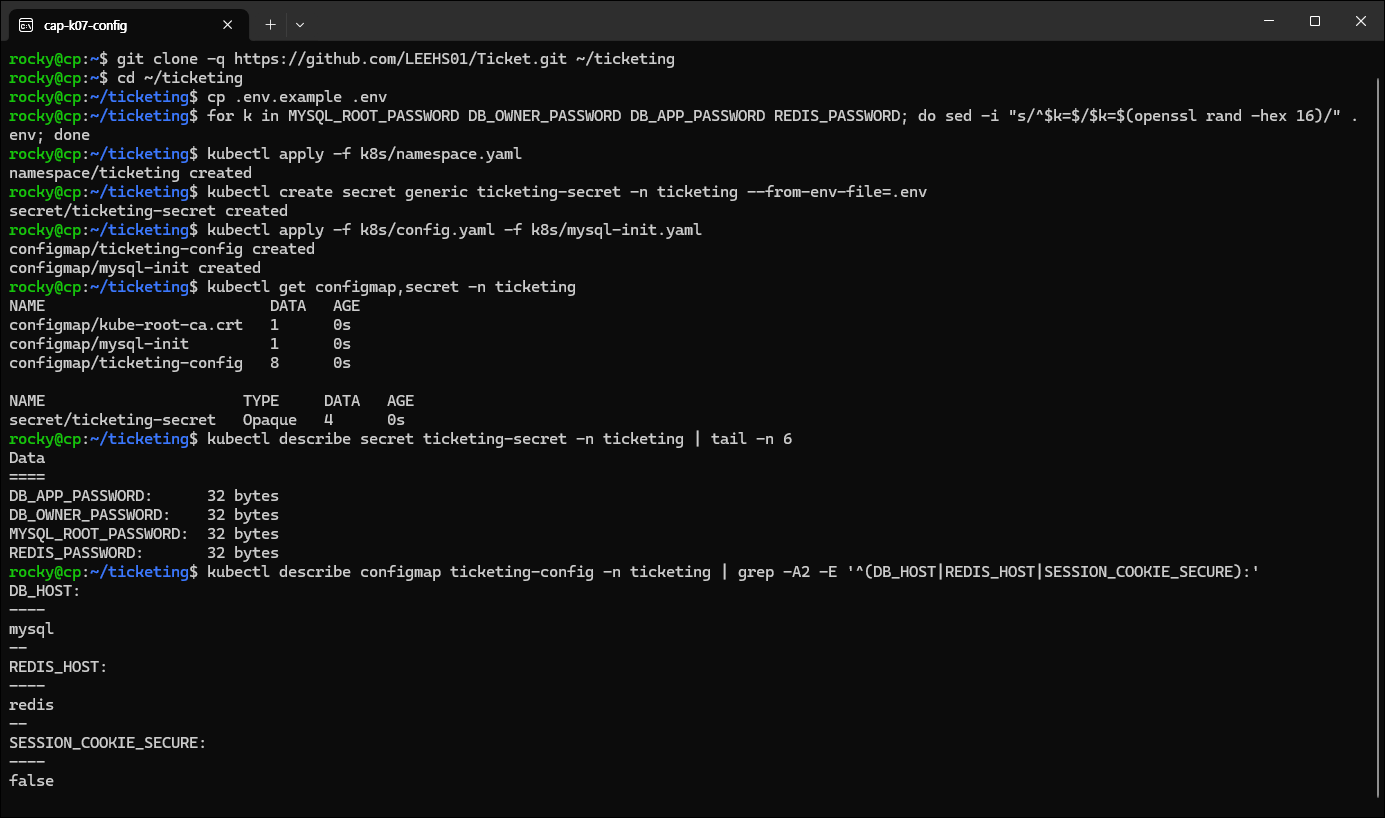 cap-k07-config
rocky@cp:~$ git clone -q https://github.com/LEEHS01/Ticket.git ~/ticketing
rocky@cp:~$ cd ~/ticketing
rocky@cp:~/ticketing$ cp .env.example .env
rocky@cp:~/ticketing$ for k in MYSQL_ROOT_PASSWORD DB_OWNER_PASSWORD DB_APP_PASSWORD REDIS_PASSWORD; do sed -i "s/^$k=$/$k=$(openssl rand -hex 16)/" .
env; done
rocky@cp:~/ticketing$ kubectl apply -f k8s/namespace.yaml
namespace/ticketing created
rocky@cp:~/ticketing$ kubectl create secret generic ticketing-secret -n ticketing --from-env-file=.env
secret/ticketing-secret created
rocky@cp:~/ticketing$ kubectl apply -f k8s/config.yaml -f k8s/mysql-init.yaml
configmap/ticketing-config created
configmap/mysql-init created
rocky@cp:~/ticketing$ kubectl get configmap,secret -n ticketing
NAME                         DATA   AGE
configmap/kube-root-ca.crt   1      0s
configmap/mysql-init         1      0s
configmap/ticketing-config   8      0s

NAME                      TYPE     DATA   AGE
secret/ticketing-secret   Opaque   4      0s
rocky@cp:~/ticketing$ kubectl describe secret ticketing-secret -n ticketing | tail -n 6
Data
====
DB_APP_PASSWORD:      32 bytes
DB_OWNER_PASSWORD:    32 bytes
MYSQL_ROOT_PASSWORD:  32 bytes
REDIS_PASSWORD:       32 bytes
rocky@cp:~/ticketing$ kubectl describe configmap ticketing-config -n ticketing | grep -A2 -E '^(DB_HOST|REDIS_HOST|SESSION_COOKIE_SECURE):'
DB_HOST:
----
mysql
--
REDIS_HOST:
----
redis
--
SESSION_COOKIE_SECURE:
----
false